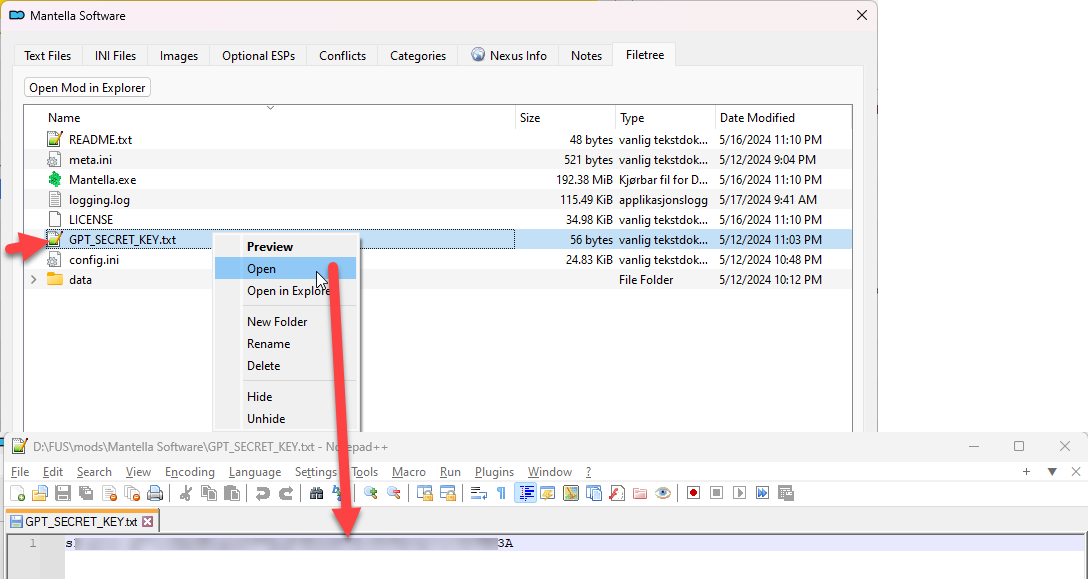 Mantella Software
Text Files INI Files Images Optional ESPs Conflicts Categories Nexus Info Notes Filetree
Open Mod in Explorer
Name Size Type Date Modified
README.txt 48 bytes vanlig tekstdok... 5/16/2024 11:10 PM
meta.ini 521 bytes vanlig tekstdok... 5/12/2024 9:04 PM
Mantella.exe 192.38 MiB Kjørbar fil for D... 5/16/2024 11:10 PM
logging.log 115.49 KiB applikasjonslogg 5/17/2024 9:41 AM
LICENSE 34.98 KiB vanlig tekstdok... 5/16/2024 11:10 PM
GPT_SECRET_KEY.txt 56 bytes vanlig tekstdok... 5/12/2024 11:03 PM
config.ini 24.83 KiB vanlig tekstdok... 5/12/2024 10:48 PM
data File Folder 5/12/2024 10:12 PM
Preview
Open
Open in Explore
New Folder
Rename
Delete
Hide
Unhide
D:\FUS\mods\Mantella Software\GPT_SECRET_KEY.txt - Notepad++
File Edit Search View Encoding Language Settings Tools Macro Run Plugins Window ?
GPT_SECRET_KEY.txt
1 s 3A